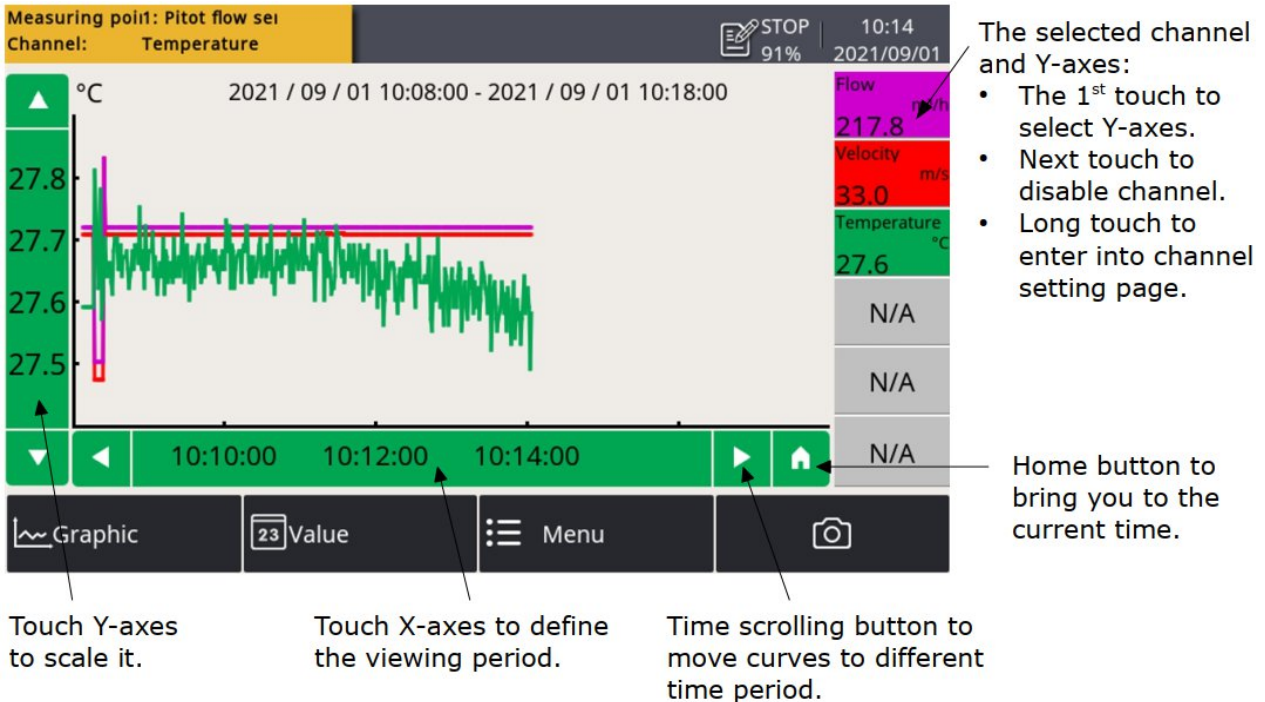 Measuring poin1: Pitot flow sen
Channel: Temperature
STOP
91%
10:14
2021/09/01
°C
2021 / 09 / 01 10:08:00 - 2021 / 09 / 01 10:18:00
27.8
27.7
27.6
27.5
10:10:00 10:12:00 10:14:00
Flow
m³/h
217.8
Velocity
m/s
33.0
Temperature
°C
27.6
N/A
N/A
N/A
Graphic
23 Value
Menu
The selected channel
and Y-axes:
• The 1st touch to
select Y-axes.
• Next touch to
disable channel.
• Long touch to
enter into channel
setting page.
Home button to
bring you to the
current time.
Touch Y-axes
to scale it.
Touch X-axes to define
the viewing period.
Time scrolling button to
move curves to different
time period.